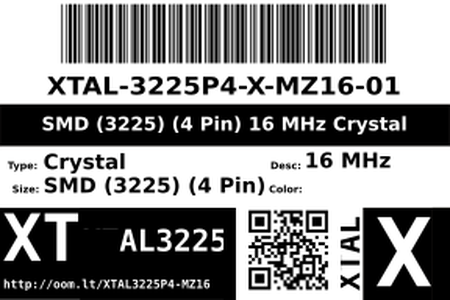 XTAL-3225P4-X-MZ16-01
SMD (3225) (4 Pin) 16 MHz Crystal
Type: Crystal
Desc: 16 MHz
Size: SMD (3225) (4 Pin)
Color:
XT
AL3225
XTAL
X
http://oom.lt/XTAL3225P4-MZ16